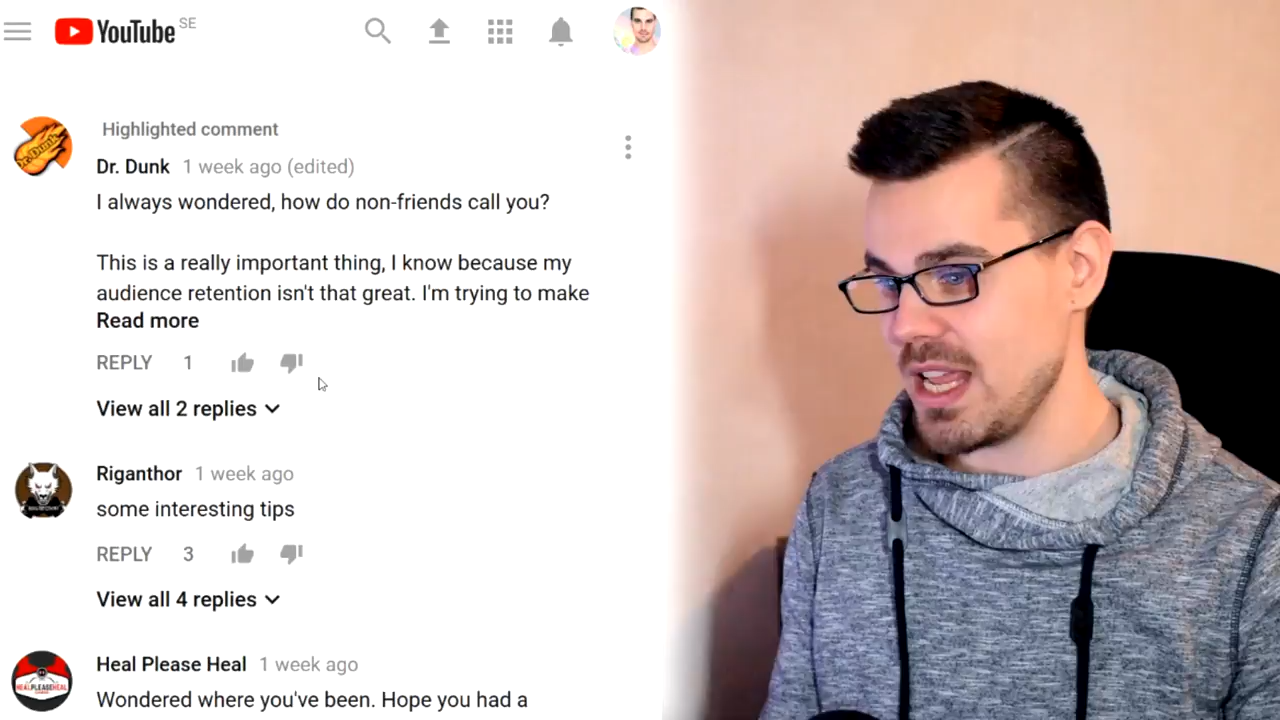 YouTube SE
Highlighted comment
Dr. Dunk 1 week ago (edited)
I always wondered, how do non-friends call you?
This is a really important thing, I know because my
audience retention isn't that great. I'm trying to make
Read more
REPLY 1
View all 2 replies
Riganthor 1 week ago
some interesting tips
REPLY 3
View all 4 replies
Heal Please Heal 1 week ago
Wondered where you've been. Hope you had a